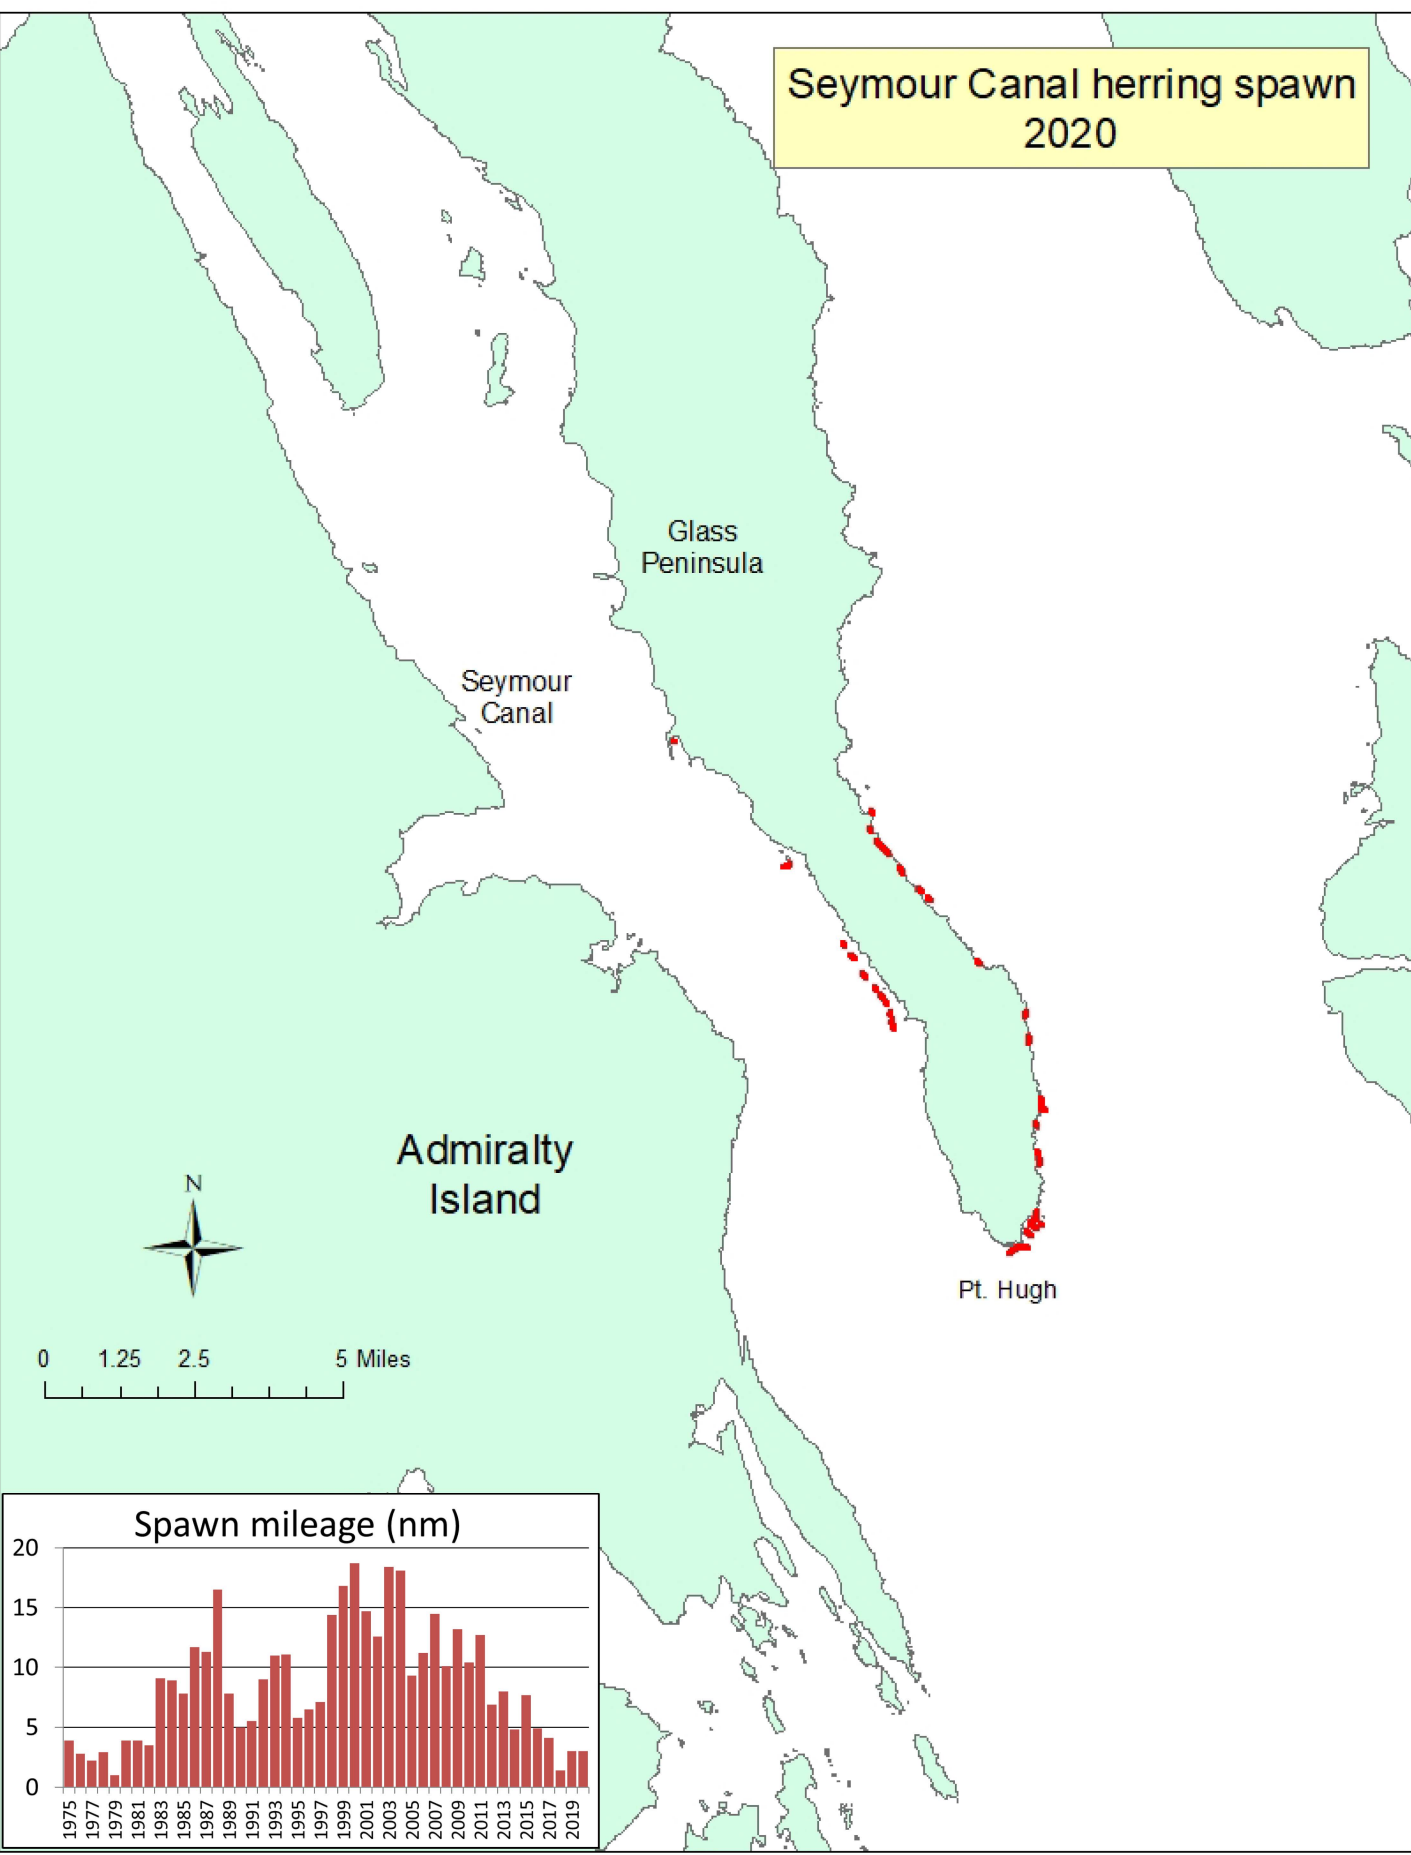 Seymour Canal herring spawn
2020
Glass
Peninsula
Seymour
Canal
Admiralty
Island
N
Pt. Hugh
0 1.25 2.5 5 Miles
Spawn mileage (nm)
20
15
10
5
0
1975 1977 1979 1981 1983 1985 1987 1989 1991 1993 1995 1997 1999 2001 2003 2005 2007 2009 2011 2013 2015 2017 2019